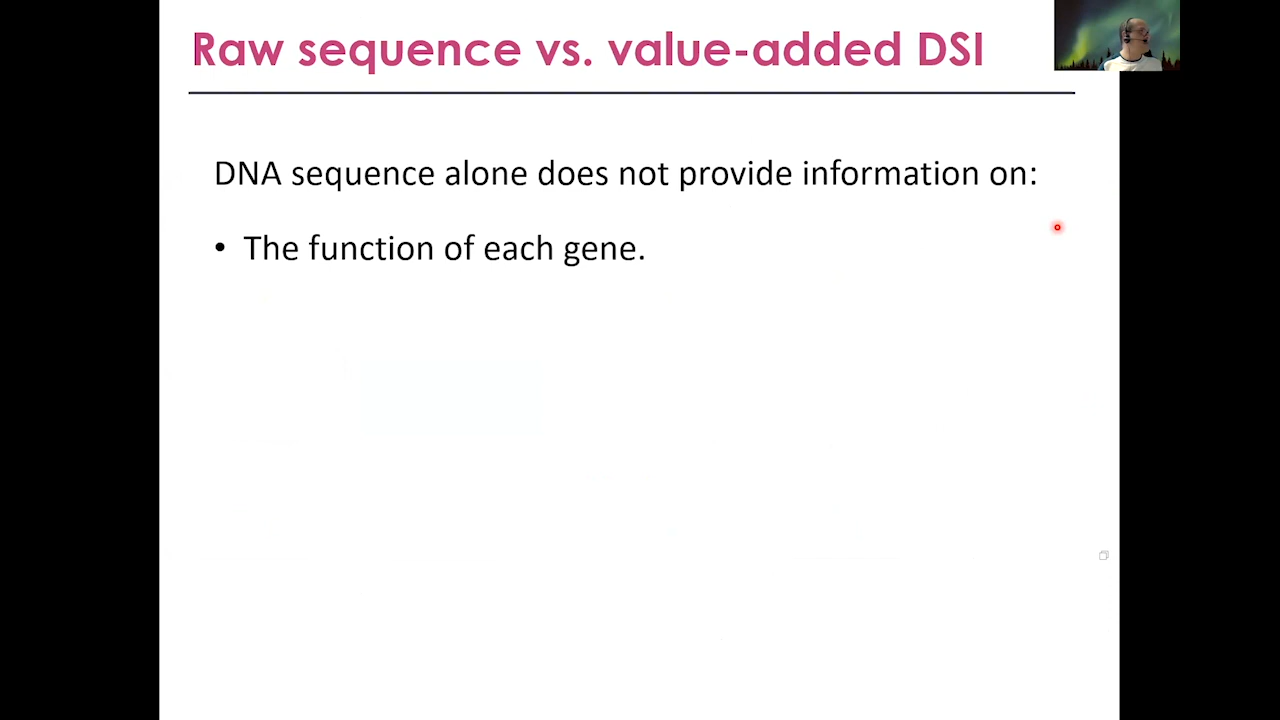 Raw sequence vs. value-added DSI
DNA sequence alone does not provide information on:
• The function of each gene.